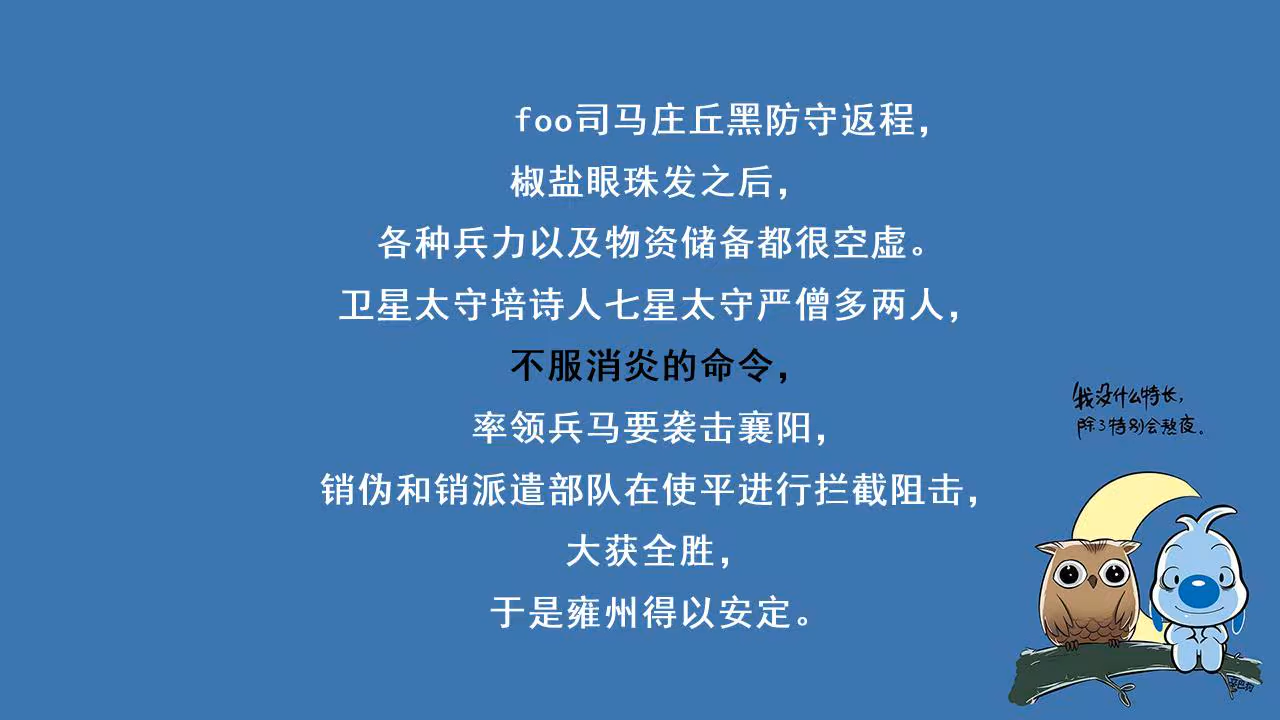 foo司马庄丘黑防守返程，
椒盐眼珠发之后，
各种兵力以及物资储备都很空虚。
卫星太守培诗人七星太守严僧多两人，
不服消炎的命令，
率领兵马要袭击襄阳，
销伪和销派遣部队在使平进行拦截阻击，
大获全胜，
于是雍州得以安定。
我没什么特长，
除了特别会熬夜。